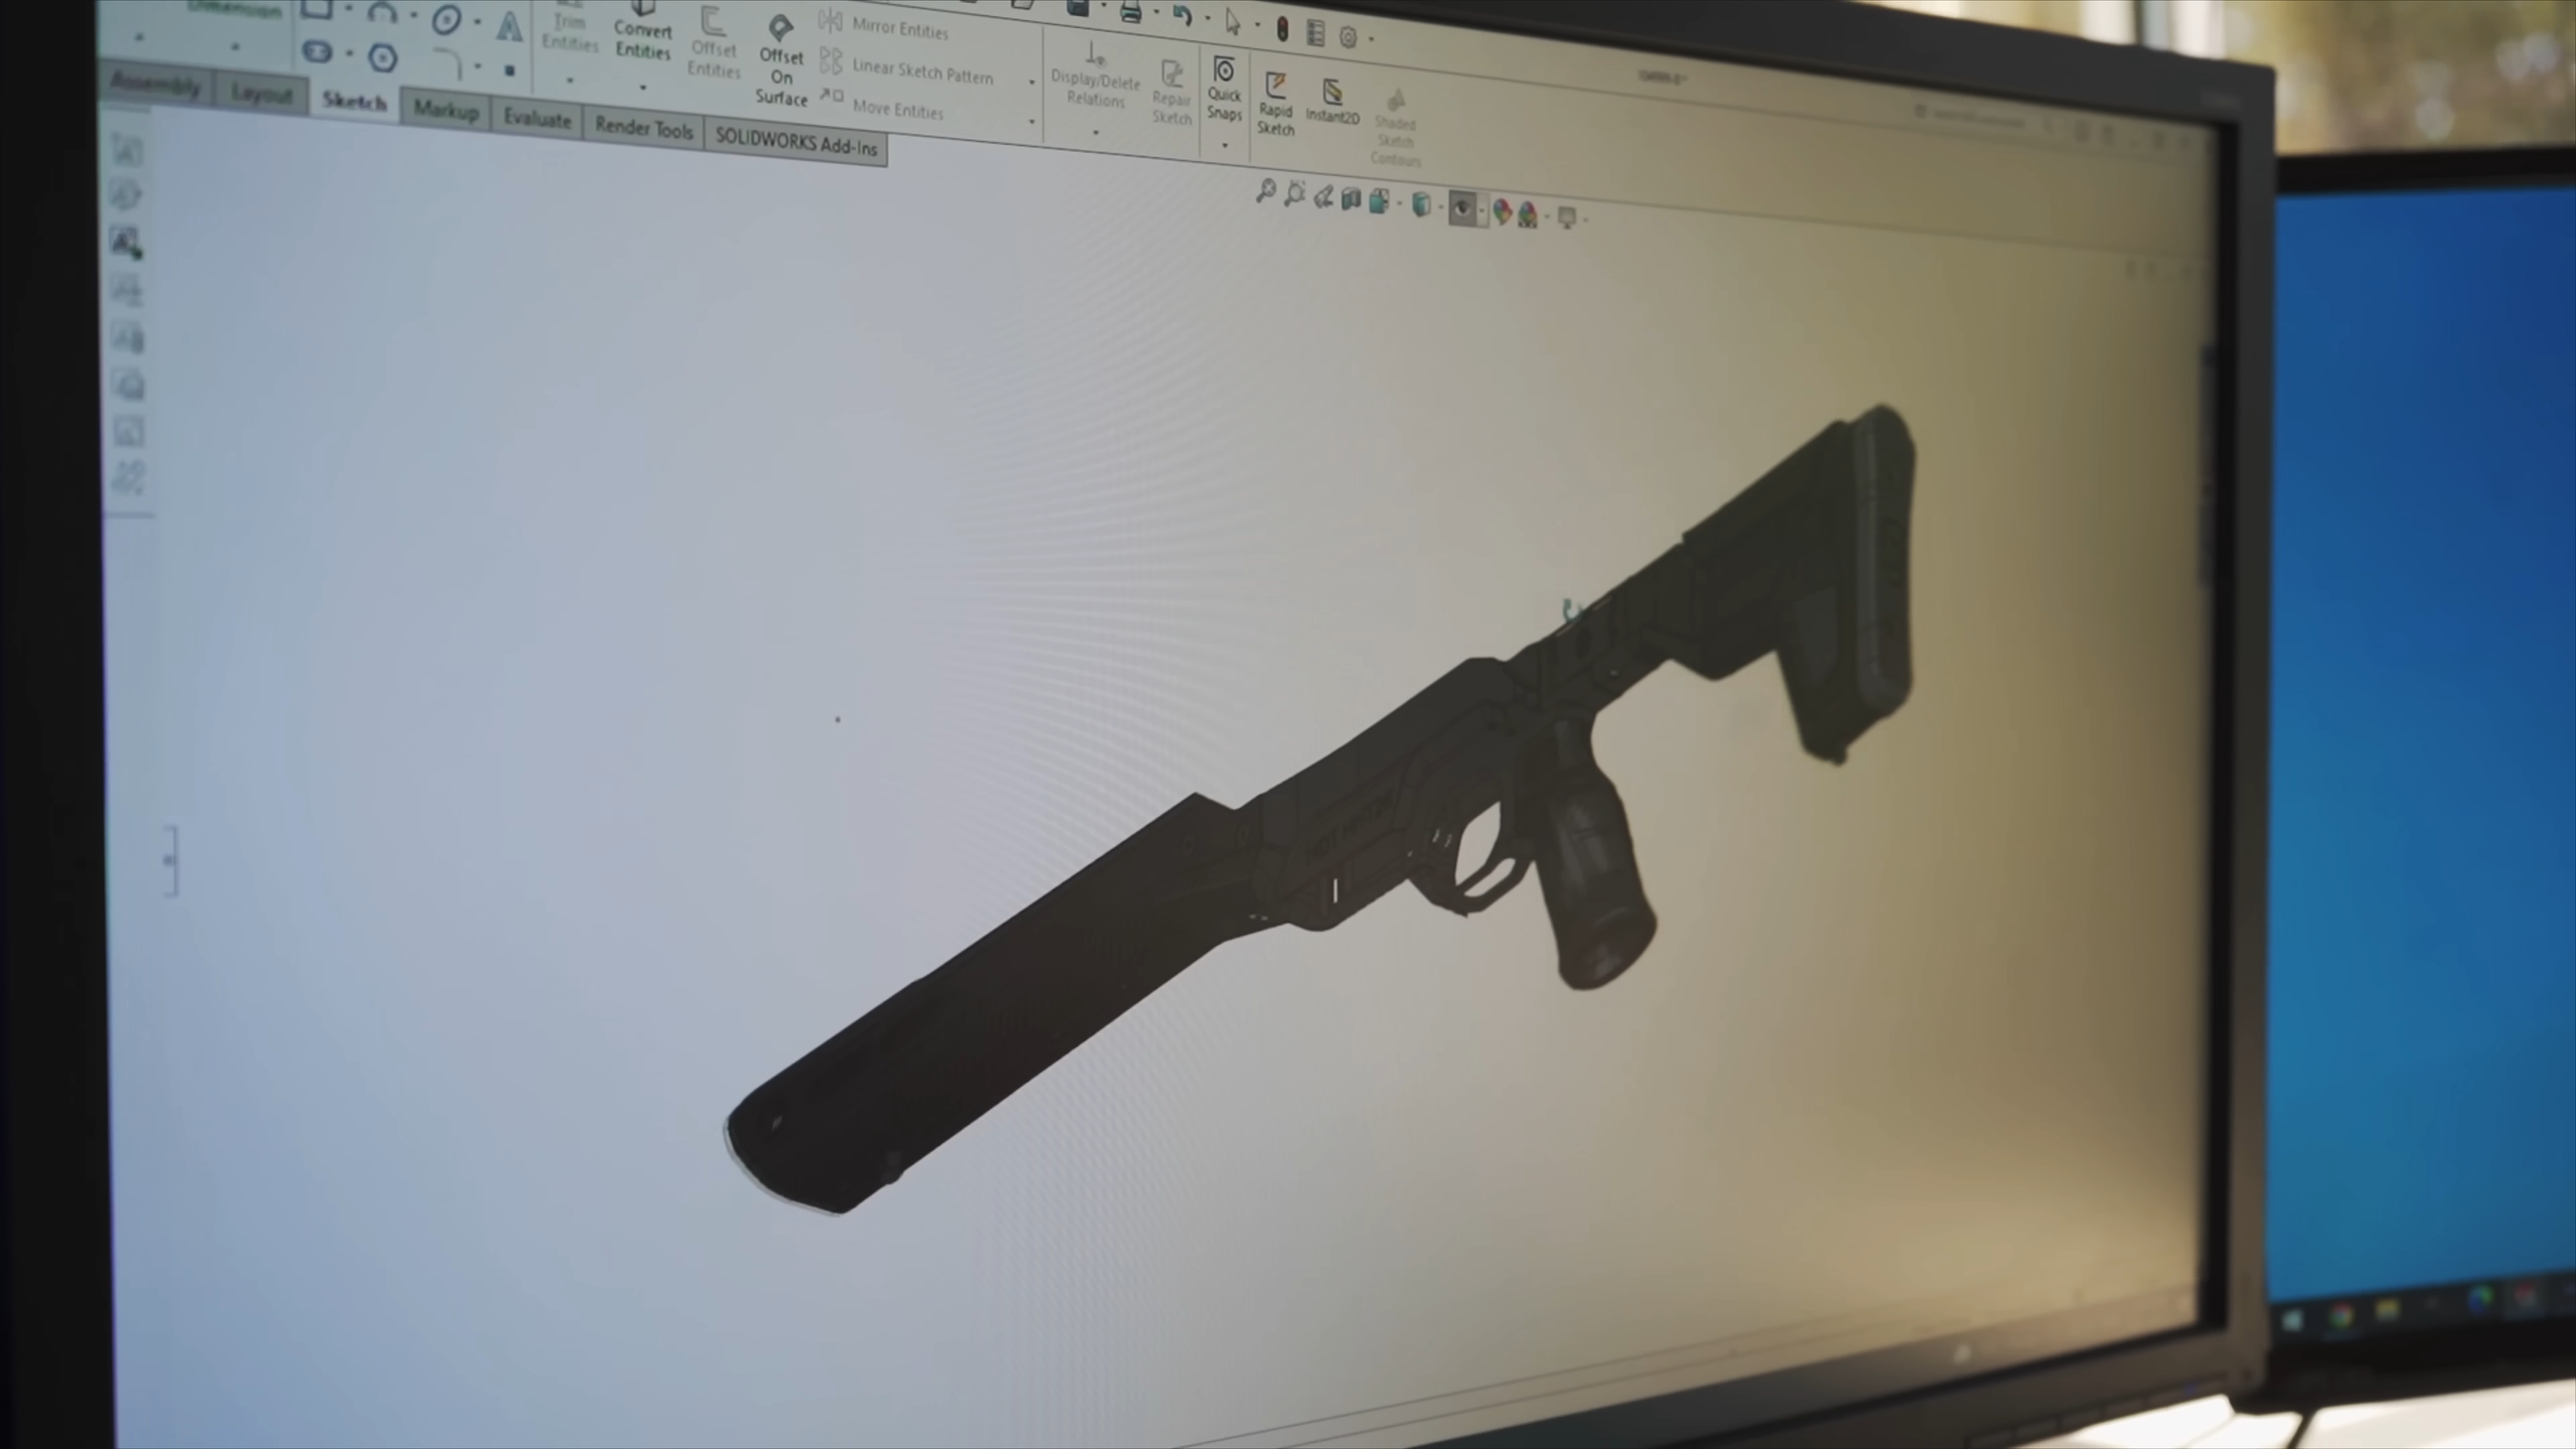 Dimension
Trim
Entities
Convert
Entities
Offset
Entities
Offset
On
Surface
Mirror Entities
Linear Sketch Pattern
Move Entities
Display/Delete
Relations
Repair
Sketch
Quick
Snaps
Rapid
Sketch
Instant2D
Shaded
Sketch
Contours
Assembly
Layout
Sketch
Markup
Evaluate
Render Tools
SOLIDWORKS Add-Ins